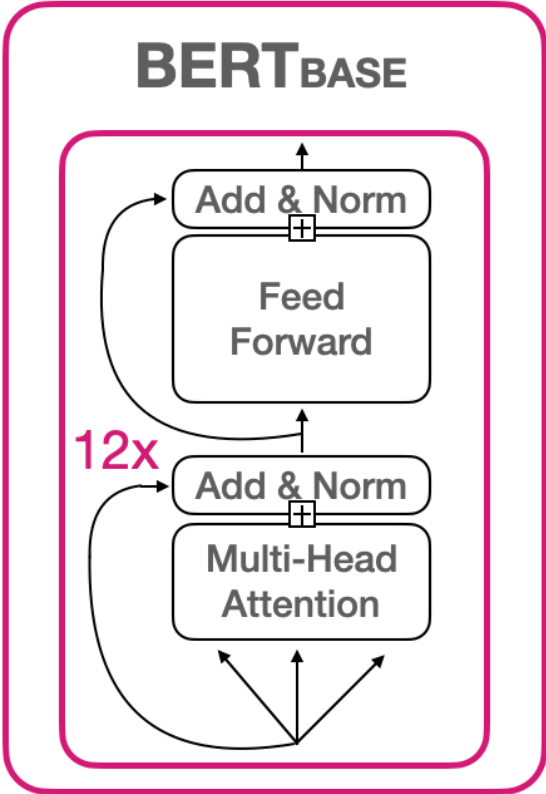 BERTBASE
Add & Norm
Feed
Forward
12x
Add & Norm
Multi-Head
Attention